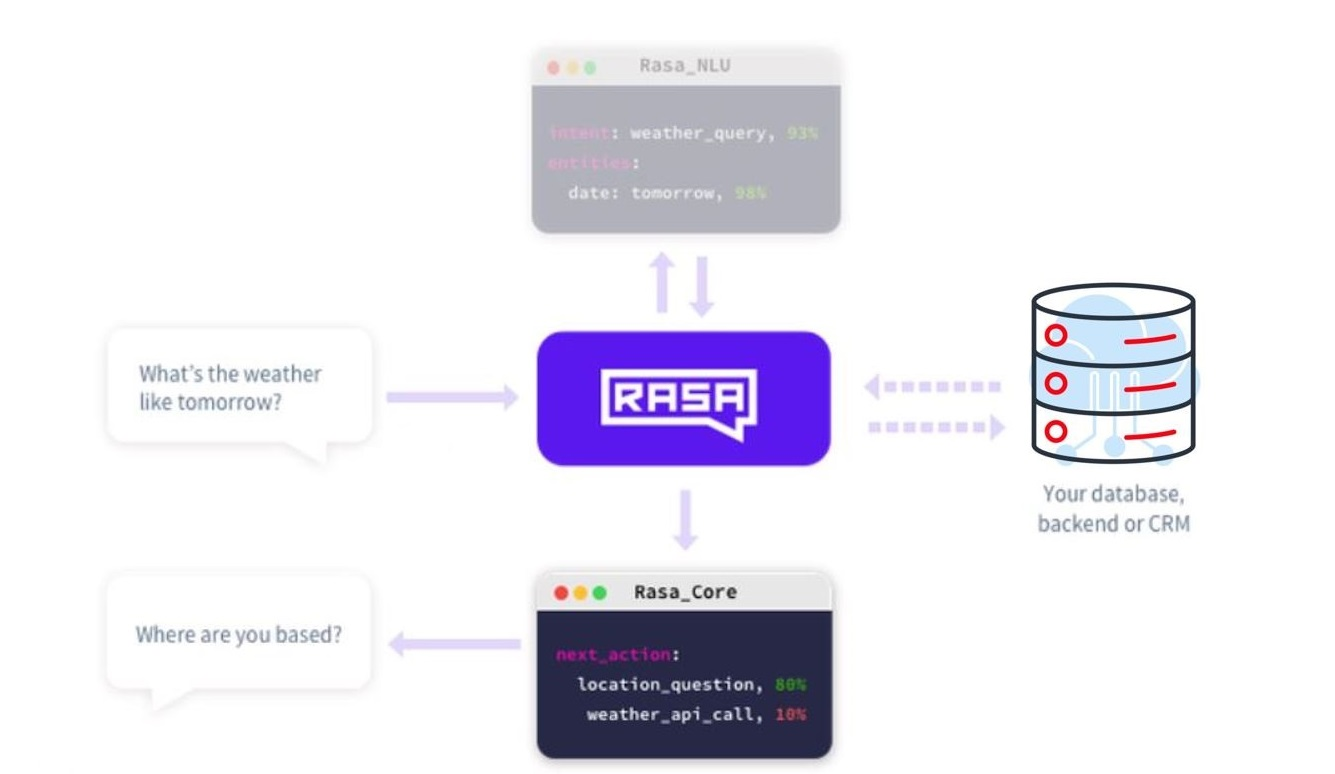 Rasa_NLU
intent: weather_query, 93%
entities:
date: tomorrow, 98%
What's the weather
like tomorrow?
RASA
Your database,
backend or CRM
Rasa_Core
Where are you based?
next_action:
location_question, 80%
weather_api_call, 10%